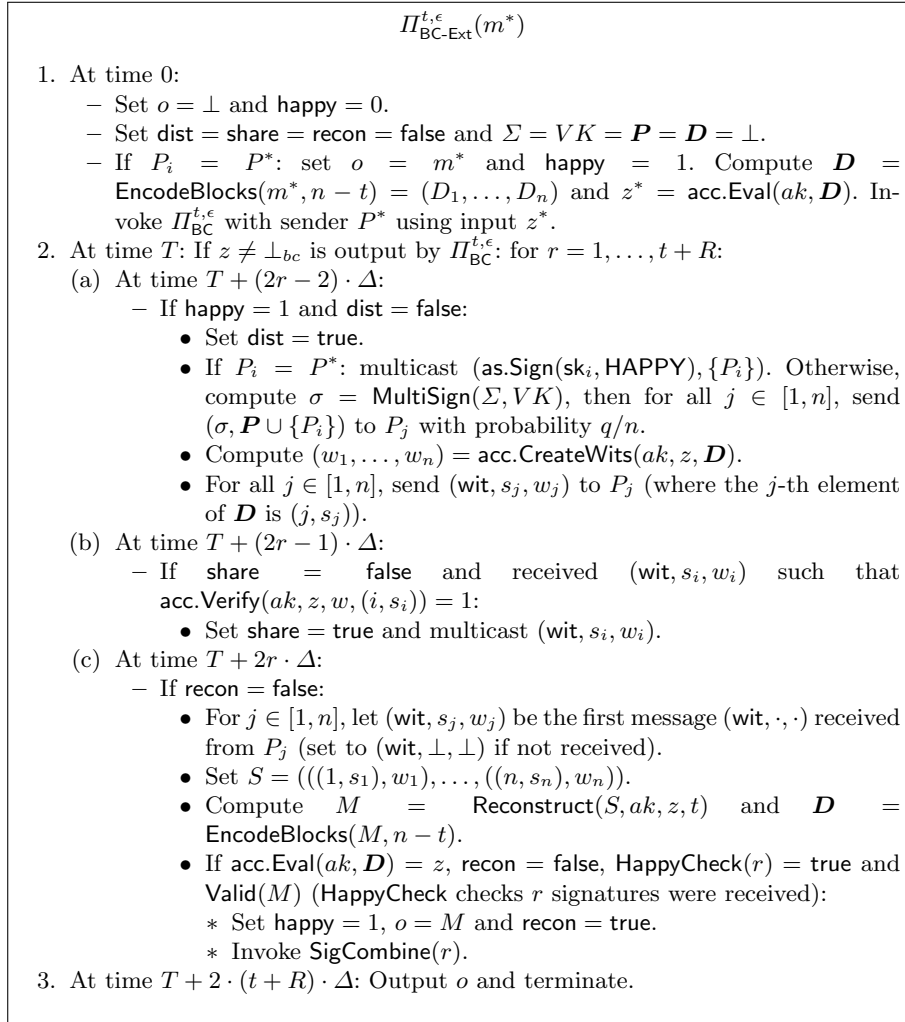 Π^{t,ϵ}_{BC-Ext}(m*)
1. At time 0:
– Set o = ⊥ and happy = 0.
– Set dist = share = recon = false and Σ = VK = P = D = ⊥.
– If P_i = P*: set o = m* and happy = 1. Compute D =
EncodeBlocks(m*, n − t) = (D_1, . . . , D_n) and z* = acc.Eval(ak, D). In-
voke Π^{t,ϵ}_{BC} with sender P* using input z*.
2. At time T: If z ≠ ⊥_{bc} is output by Π^{t,ϵ}_{BC}: for r = 1, . . . , t + R:
(a) At time T + (2r − 2) · Δ:
– If happy = 1 and dist = false:
• Set dist = true.
• If P_i = P*: multicast (as.Sign(sk_i, HAPPY), {P_i}). Otherwise,
compute σ = MultiSign(Σ, VK), then for all j ∈ [1, n], send
(σ, P ∪ {P_i}) to P_j with probability q/n.
• Compute (w_1, . . . , w_n) = acc.CreateWits(ak, z, D).
• For all j ∈ [1, n], send (wit, s_j, w_j) to P_j (where the j-th element
of D is (j, s_j)).
(b) At time T + (2r − 1) · Δ:
– If share = false and received (wit, s_i, w_i) such that
acc.Verify(ak, z, w, (i, s_i)) = 1:
• Set share = true and multicast (wit, s_i, w_i).
(c) At time T + 2r · Δ:
– If recon = false:
• For j ∈ [1, n], let (wit, s_j, w_j) be the first message (wit, ·, ·) received
from P_j (set to (wit, ⊥, ⊥) if not received).
• Set S = (((1, s_1), w_1), . . . , ((n, s_n), w_n)).
• Compute M = Reconstruct(S, ak, z, t) and D =
EncodeBlocks(M, n − t).
• If acc.Eval(ak, D) = z, recon = false, HappyCheck(r) = true and
Valid(M) (HappyCheck checks r signatures were received):
∗ Set happy = 1, o = M and recon = true.
∗ Invoke SigCombine(r).
3. At time T + 2 · (t + R) · Δ: Output o and terminate.